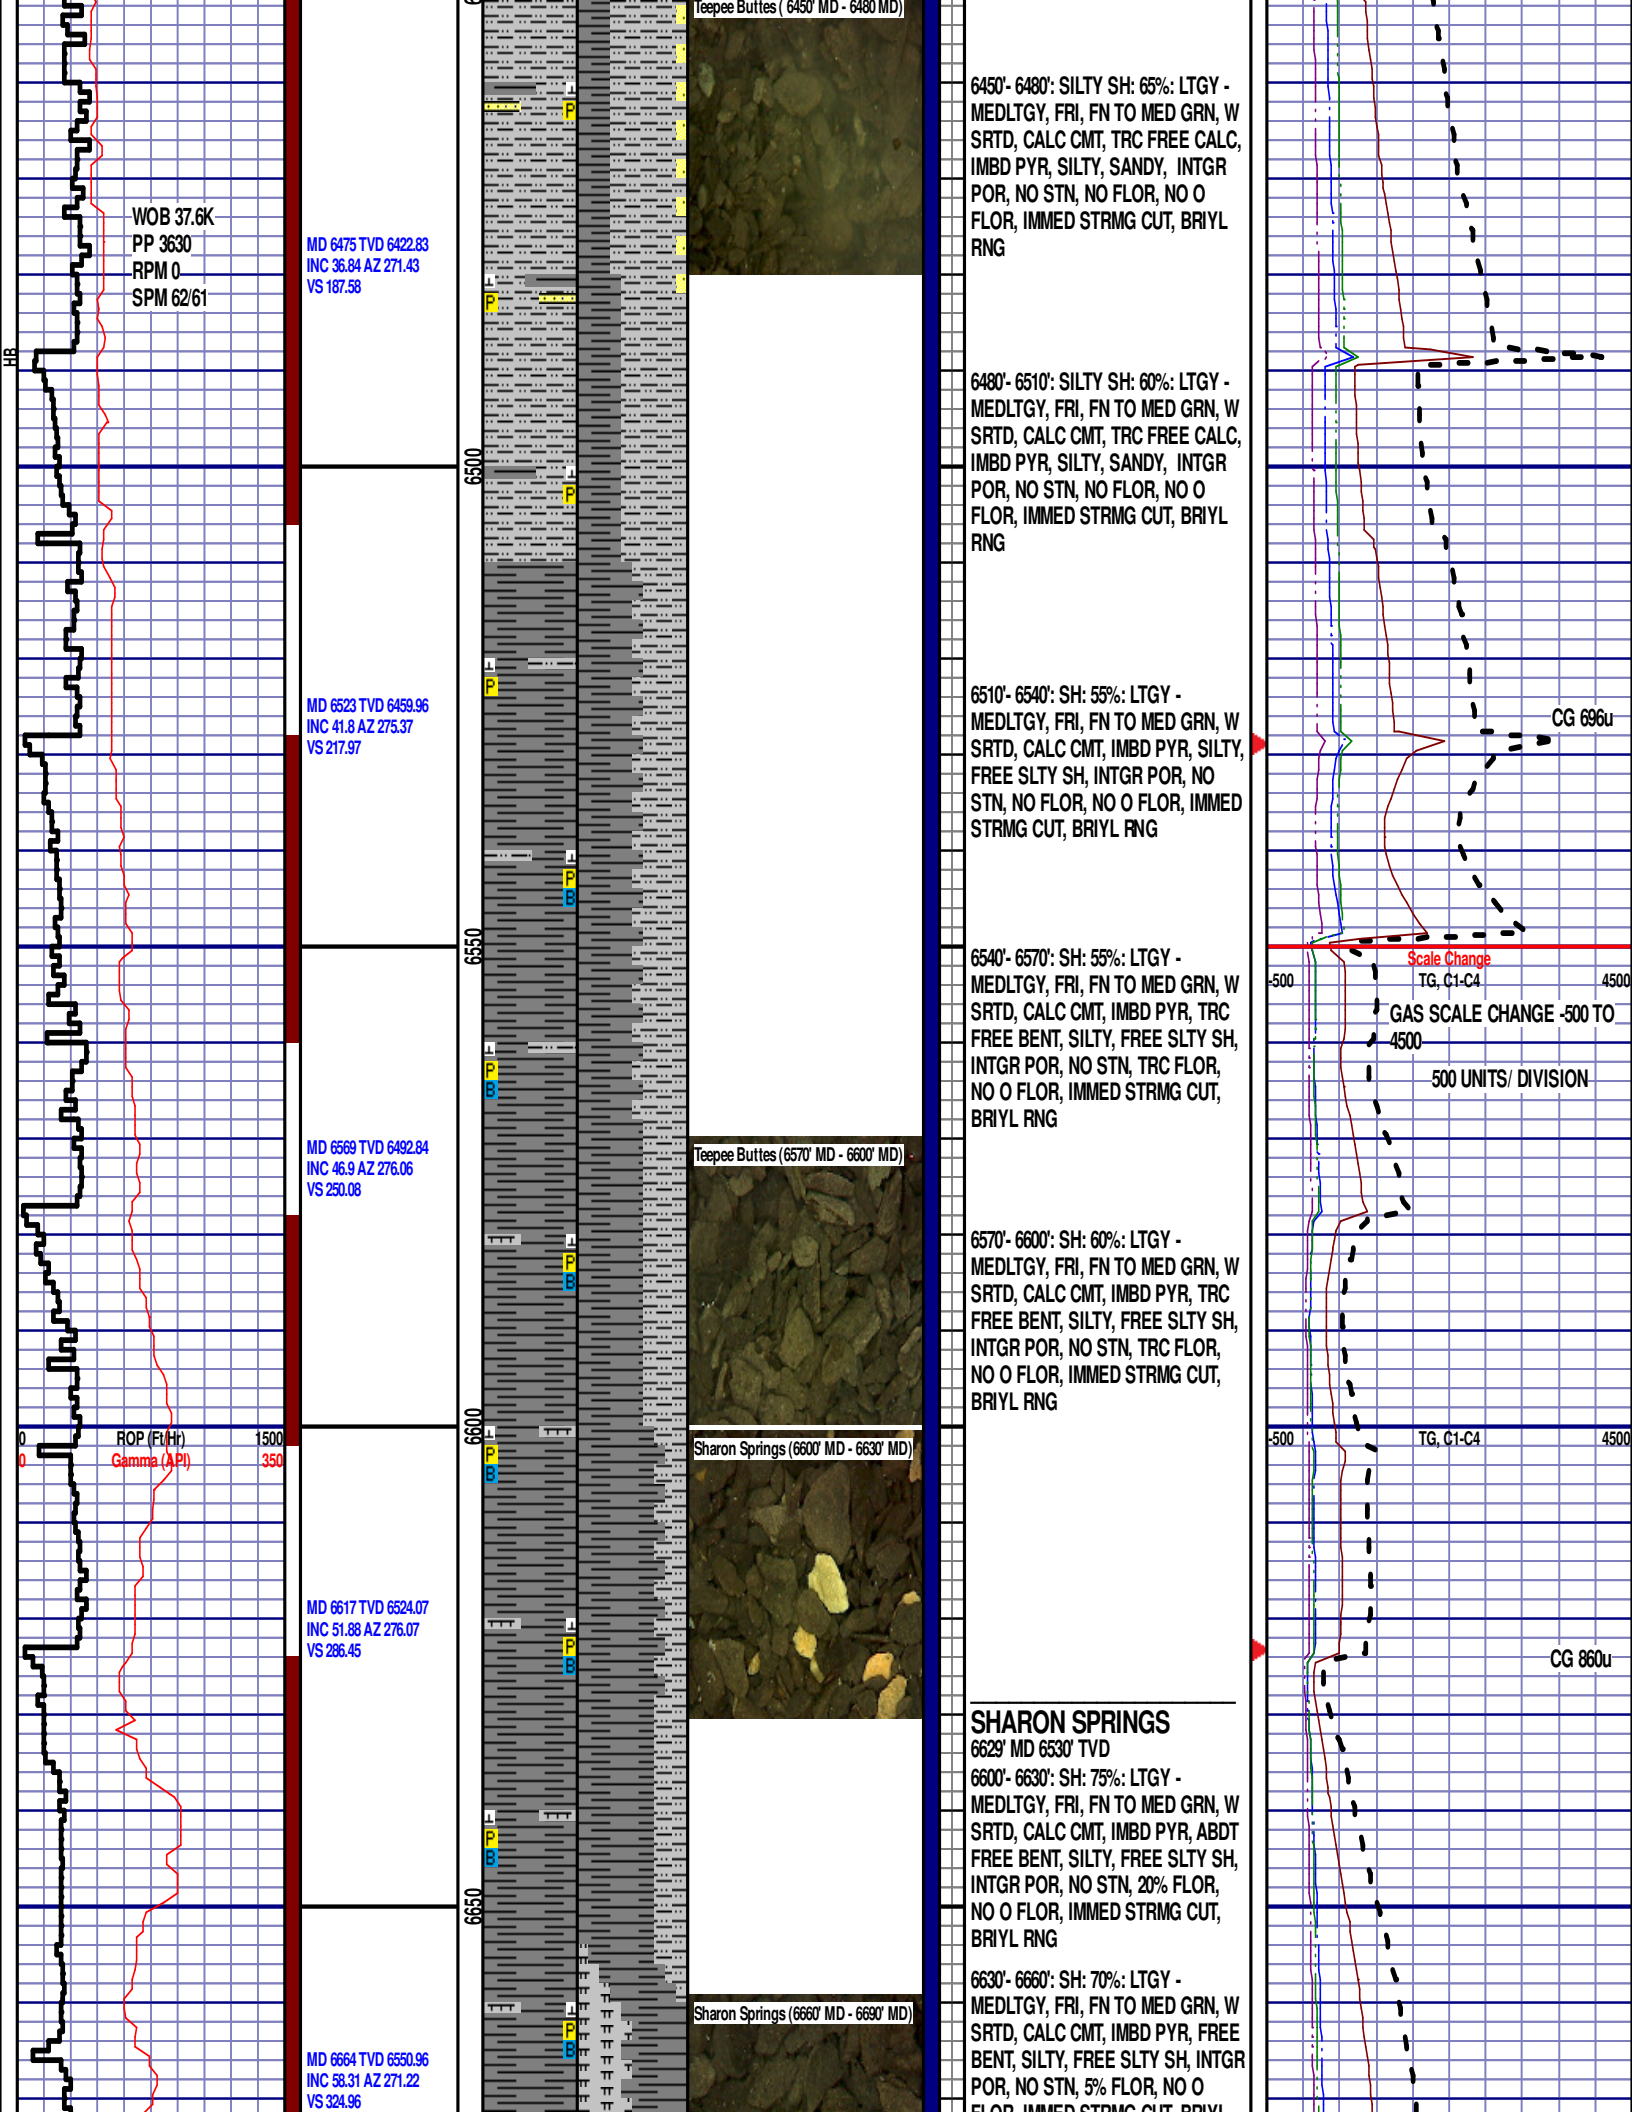 Teepee Buttes ( 6450' MD - 6480 MD)
6450'- 6480': SILTY SH: 65%: LTGY -
MEDLTGY, FRI, FN TO MED GRN, W
SRTD, CALC CMT, TRC FREE CALC,
IMBD PYR, SILTY, SANDY, INTGR
POR, NO STN, NO FLOR, NO O
FLOR, IMMED STRMG CUT, BRIYL
RNG
P
WOB 37.6K
PP 3630
RPM 0
SPM 62/61
MD 6475 TVD 6422.83
INC 36.84 AZ 271.43
VS 187.58
P
HB
6480'- 6510': SILTY SH: 60%: LTGY -
MEDLTGY, FRI, FN TO MED GRN, W
SRTD, CALC CMT, TRC FREE CALC,
IMBD PYR, SILTY, SANDY, INTGR
POR, NO STN, NO FLOR, NO O
FLOR, IMMED STRMG CUT, BRIYL
RNG
6500
P
P
MD 6523 TVD 6459.96
INC 41.8 AZ 275.37
VS 217.97
6510'- 6540': SH: 55%: LTGY -
MEDLTGY, FRI, FN TO MED GRN, W
SRTD, CALC CMT, IMBD PYR, SILTY,
FREE SLTY SH, INTGR POR, NO
STN, NO FLOR, NO O FLOR, IMMED
STRMG CUT, BRIYL RNG
CG 696u
P
B
6550
6540'- 6570': SH: 55%: LTGY -
MEDLTGY, FRI, FN TO MED GRN, W
SRTD, CALC CMT, IMBD PYR, TRC
FREE BENT, SILTY, FREE SLTY SH,
INTGR POR, NO STN, TRC FLOR,
NO O FLOR, IMMED STRMG CUT,
BRIYL RNG
Scale Change
-500 TG, C1-C4 4500
GAS SCALE CHANGE -500 TO
4500
500 UNITS/ DIVISION
P
B
MD 6569 TVD 6492.84
INC 46.9 AZ 276.06
VS 250.08
Teepee Buttes (6570' MD - 6600' MD)
P
B
6570'- 6600': SH: 60%: LTGY -
MEDLTGY, FRI, FN TO MED GRN, W
SRTD, CALC CMT, IMBD PYR, TRC
FREE BENT, SILTY, FREE SLTY SH,
INTGR POR, NO STN, TRC FLOR,
NO O FLOR, IMMED STRMG CUT,
BRIYL RNG
6600
0 ROP (Ft/Hr) 1500
0 Gamma (API) 350
P
B
Sharon Springs (6600' MD - 6630' MD)
-500 TG, C1-C4 4500
MD 6617 TVD 6524.07
INC 51.88 AZ 276.07
VS 286.45
P
B
CG 860u
SHARON SPRINGS
6629' MD 6530' TVD
6600'- 6630': SH: 75%: LTGY -
MEDLTGY, FRI, FN TO MED GRN, W
SRTD, CALC CMT, IMBD PYR, ABDT
FREE BENT, SILTY, FREE SLTY SH,
INTGR POR, NO STN, 20% FLOR,
NO O FLOR, IMMED STRMG CUT,
BRIYL RNG
P
B
6650
6630'- 6660': SH: 70%: LTGY -
MEDLTGY, FRI, FN TO MED GRN, W
SRTD, CALC CMT, IMBD PYR, FREE
BENT, SILTY, FREE SLTY SH, INTGR
POR, NO STN, 5% FLOR, NO O
FLOR, IMMED STRMG CUT, BRIYL
Sharon Springs (6660' MD - 6690' MD)
P
B
MD 6664 TVD 6550.96
INC 58.31 AZ 271.22
VS 324.96